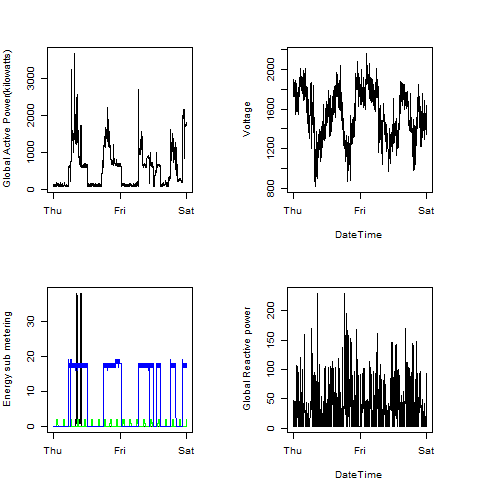 Global Active Power(kilowatts)
3000
2000
1000
0
Thu
Fri
Sat
Voltage
2000
1600
1200
800
Thu
Fri
Sat
DateTime
Energy sub metering
30
20
10
0
Thu
Fri
Sat
Global Reactive power
200
150
100
50
0
Thu
Fri
Sat
DateTime